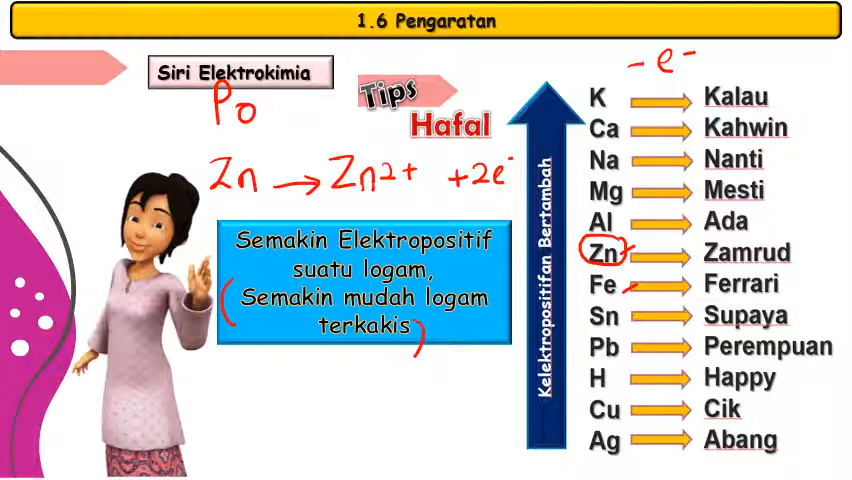 1.6 Pengaratan
Siri Elektrokimia
Tips
Hafal
Po
Zn → Zn2+ + 2e-
Semakin Elektropositif
suatu logam,
(Semakin mudah logam
terkakis)
Kelektropositifan Bertambah
- e-
K → Kalau
Ca → Kahwin
Na → Nanti
Mg → Mesti
Al → Ada
Zn → Zamrud
Fe → Ferrari
Sn → Supaya
Pb → Perempuan
H → Happy
Cu → Cik
Ag → Abang